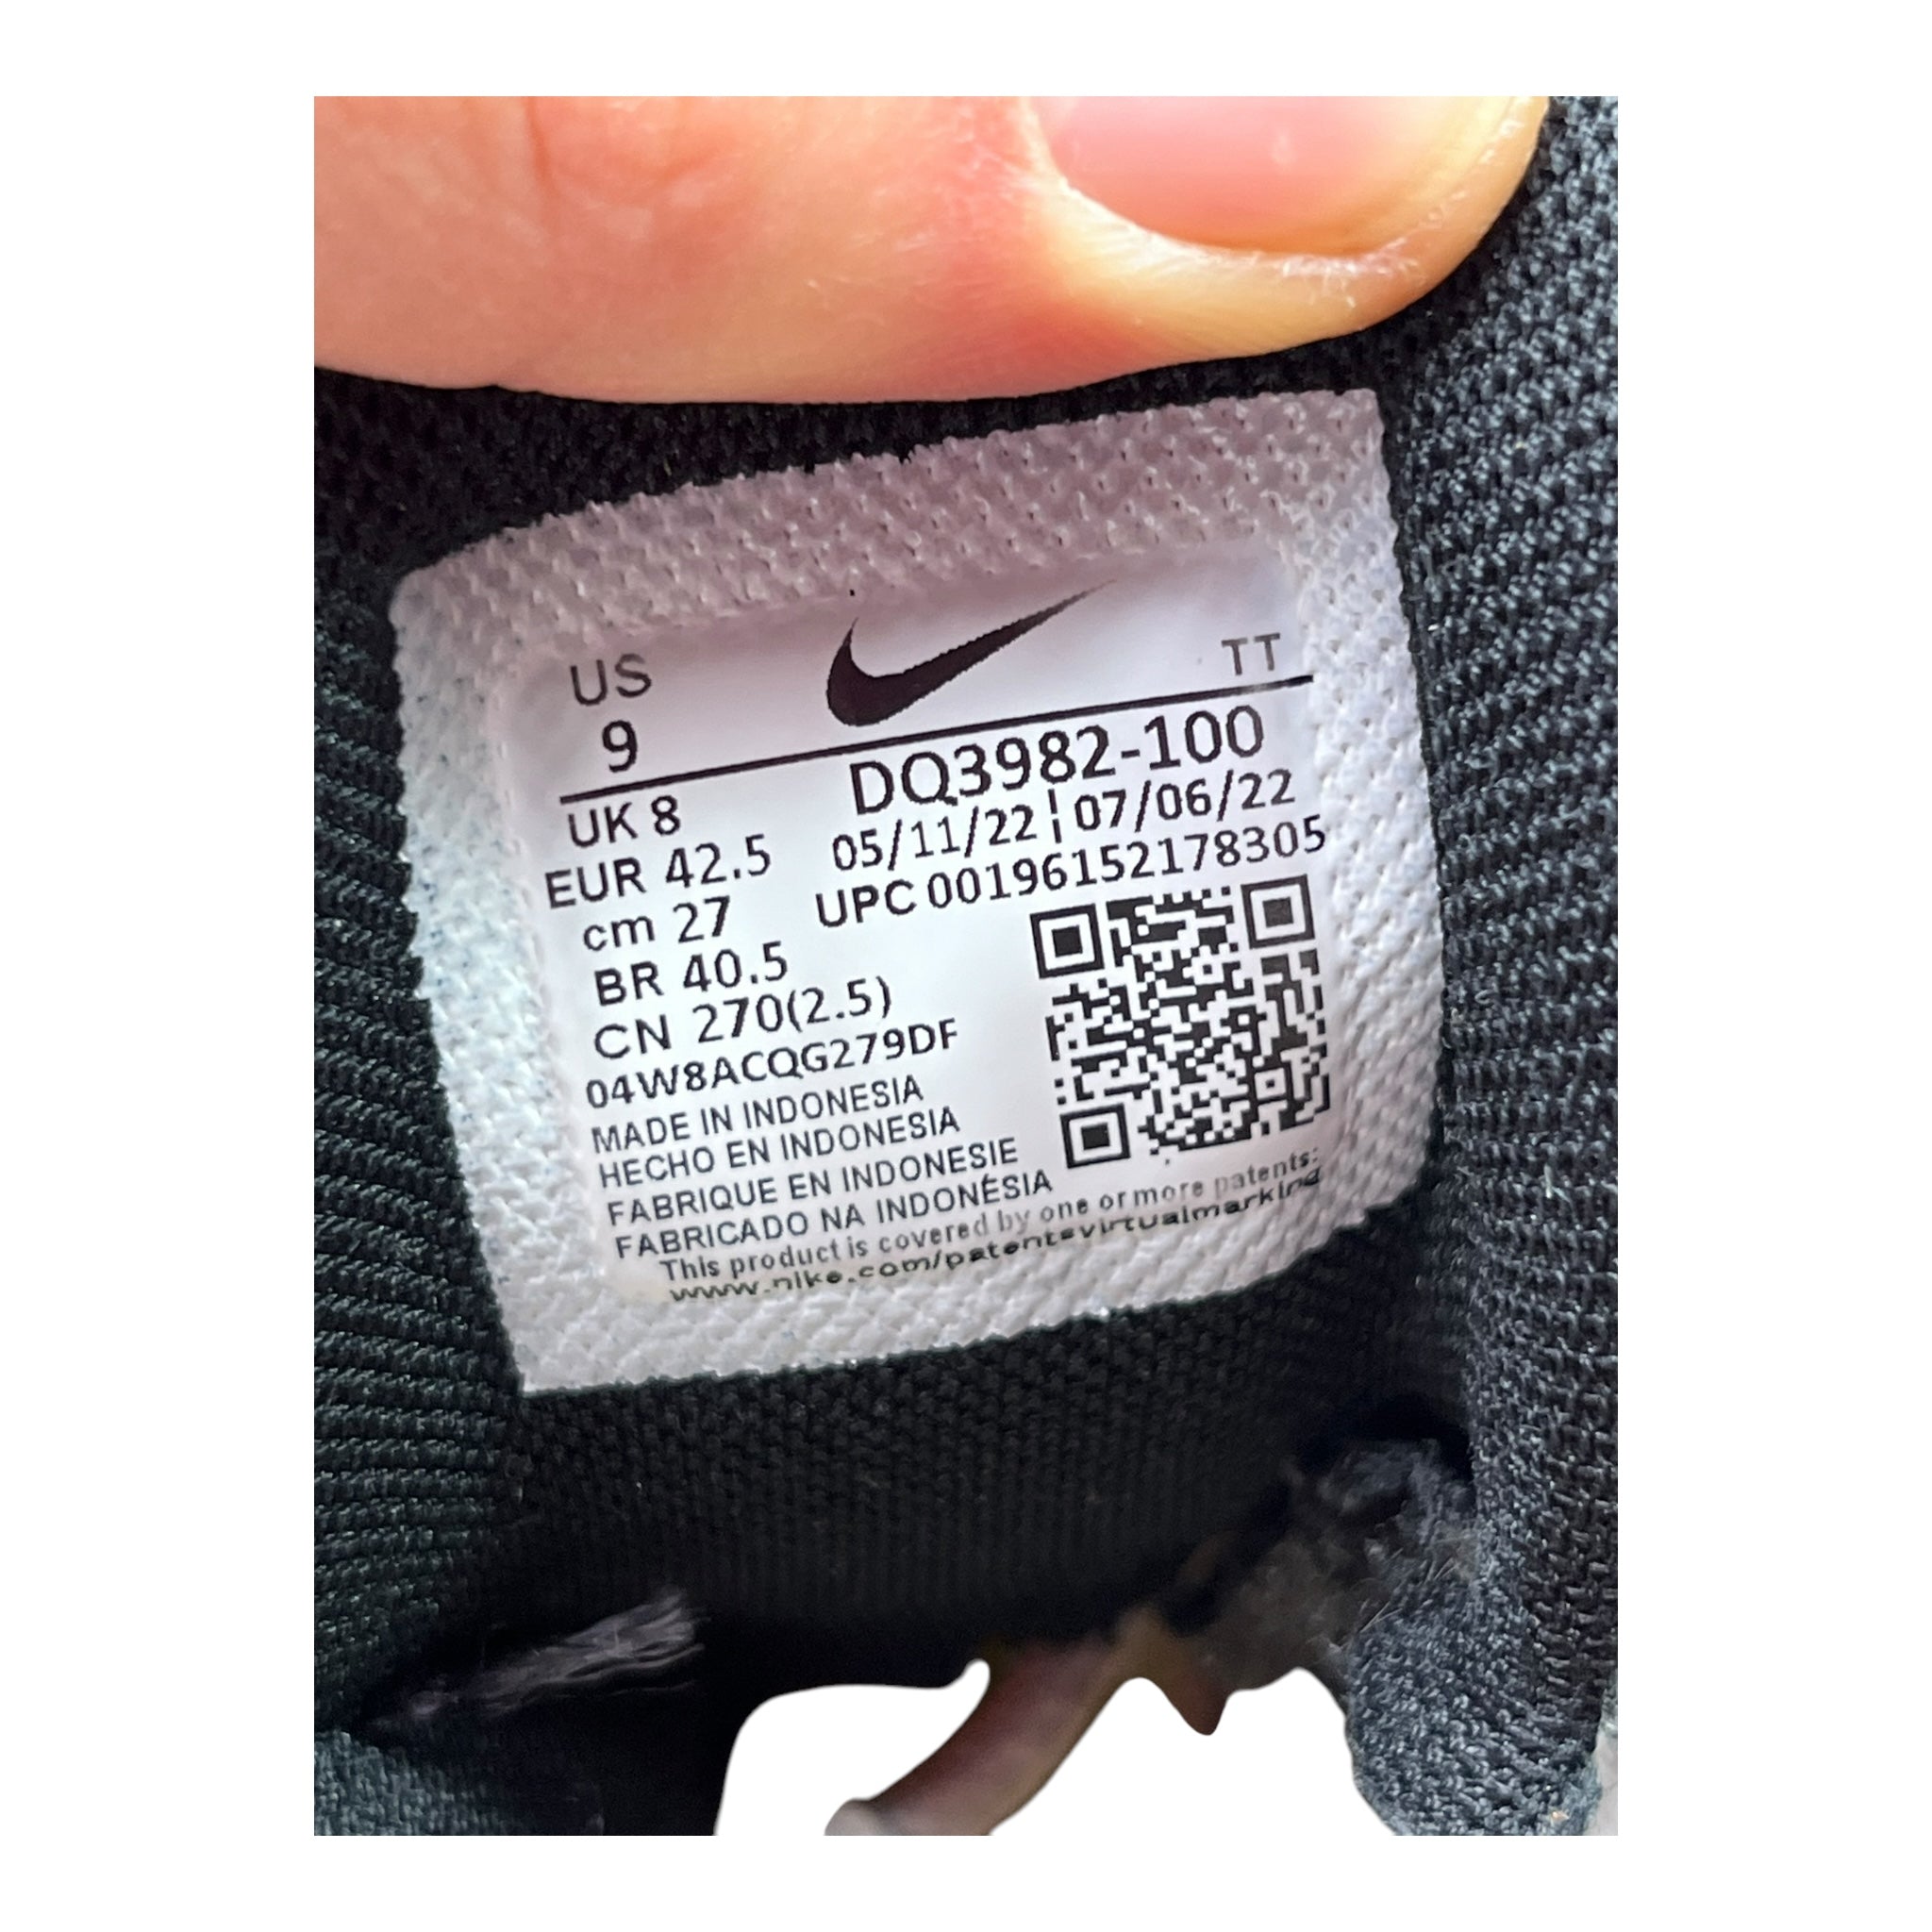 US
TT
9
DQ3982-100
UK 8
05/11/22 ¦ 07/06/22
EUR 42.5
UPC 00196152178305
cm 27
BR 40.5
CN 270(2.5)
04W8ACQG279DF
MADE IN INDONESIA
HECHO EN INDONESIA
FABRIQUE EN INDONESIE
FABRICADO NA INDONÉSIA
This product is covered by one or more patents:
www.nike.com/patentsvirtualmarking